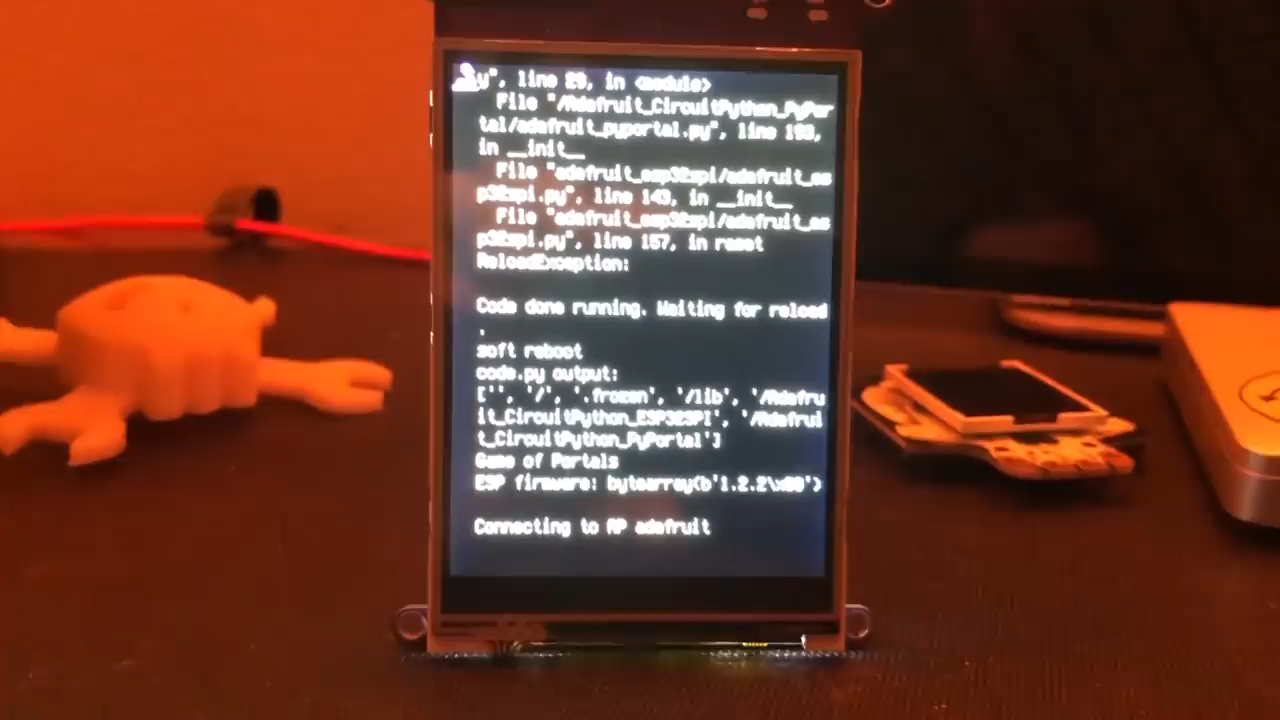 y", line 29, in <module>
File "/Adafruit_CircuitPython_PyPor
tal/adafruit_pyportal.py", line 193,
in __init__
File "adafruit_esp32spi/adafruit_es
p32spi.py", line 143, in __init__
File "adafruit_esp32spi/adafruit_es
p32spi.py", line 157, in reset
ReloadException:
Code done running. Waiting for reload
.
soft reboot
code.py output:
['', '/', '.frozen', '/lib', '/Adafru
it_CircuitPython_ESP32SPI', '/Adafrui
t_CircuitPython_PyPortal']
Game of Portals
ESP firmware: bytearray(b'1.2.2\x00')
Connecting to AP adafruit